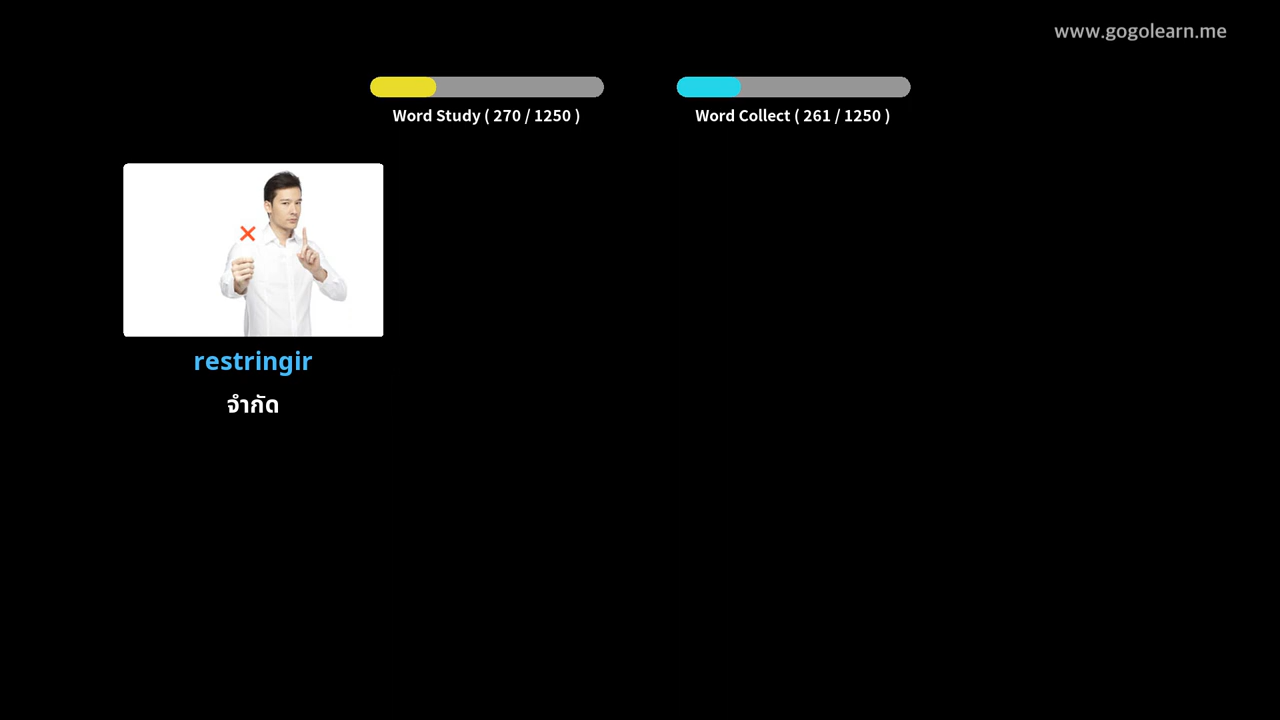 www.gogolearn.me
Word Study ( 270 / 1250 )
Word Collect ( 261 / 1250 )
restringir
จำกัด